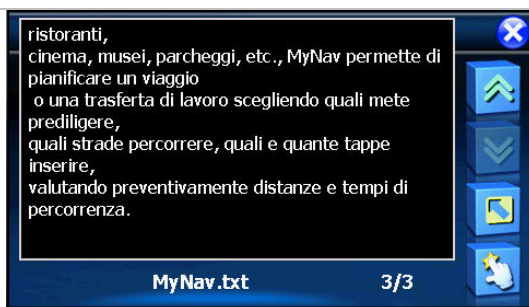 ristoranti,
cinema, musei, parcheggi, etc., MyNav permette di
pianificare un viaggio
o una trasferta di lavoro scegliendo quali mete
prediligere,
quali strade percorrere, quali e quante tappe
inserire,
valutando preventivamente distanze e tempi di
percorrenza.
MyNav.txt 3/3